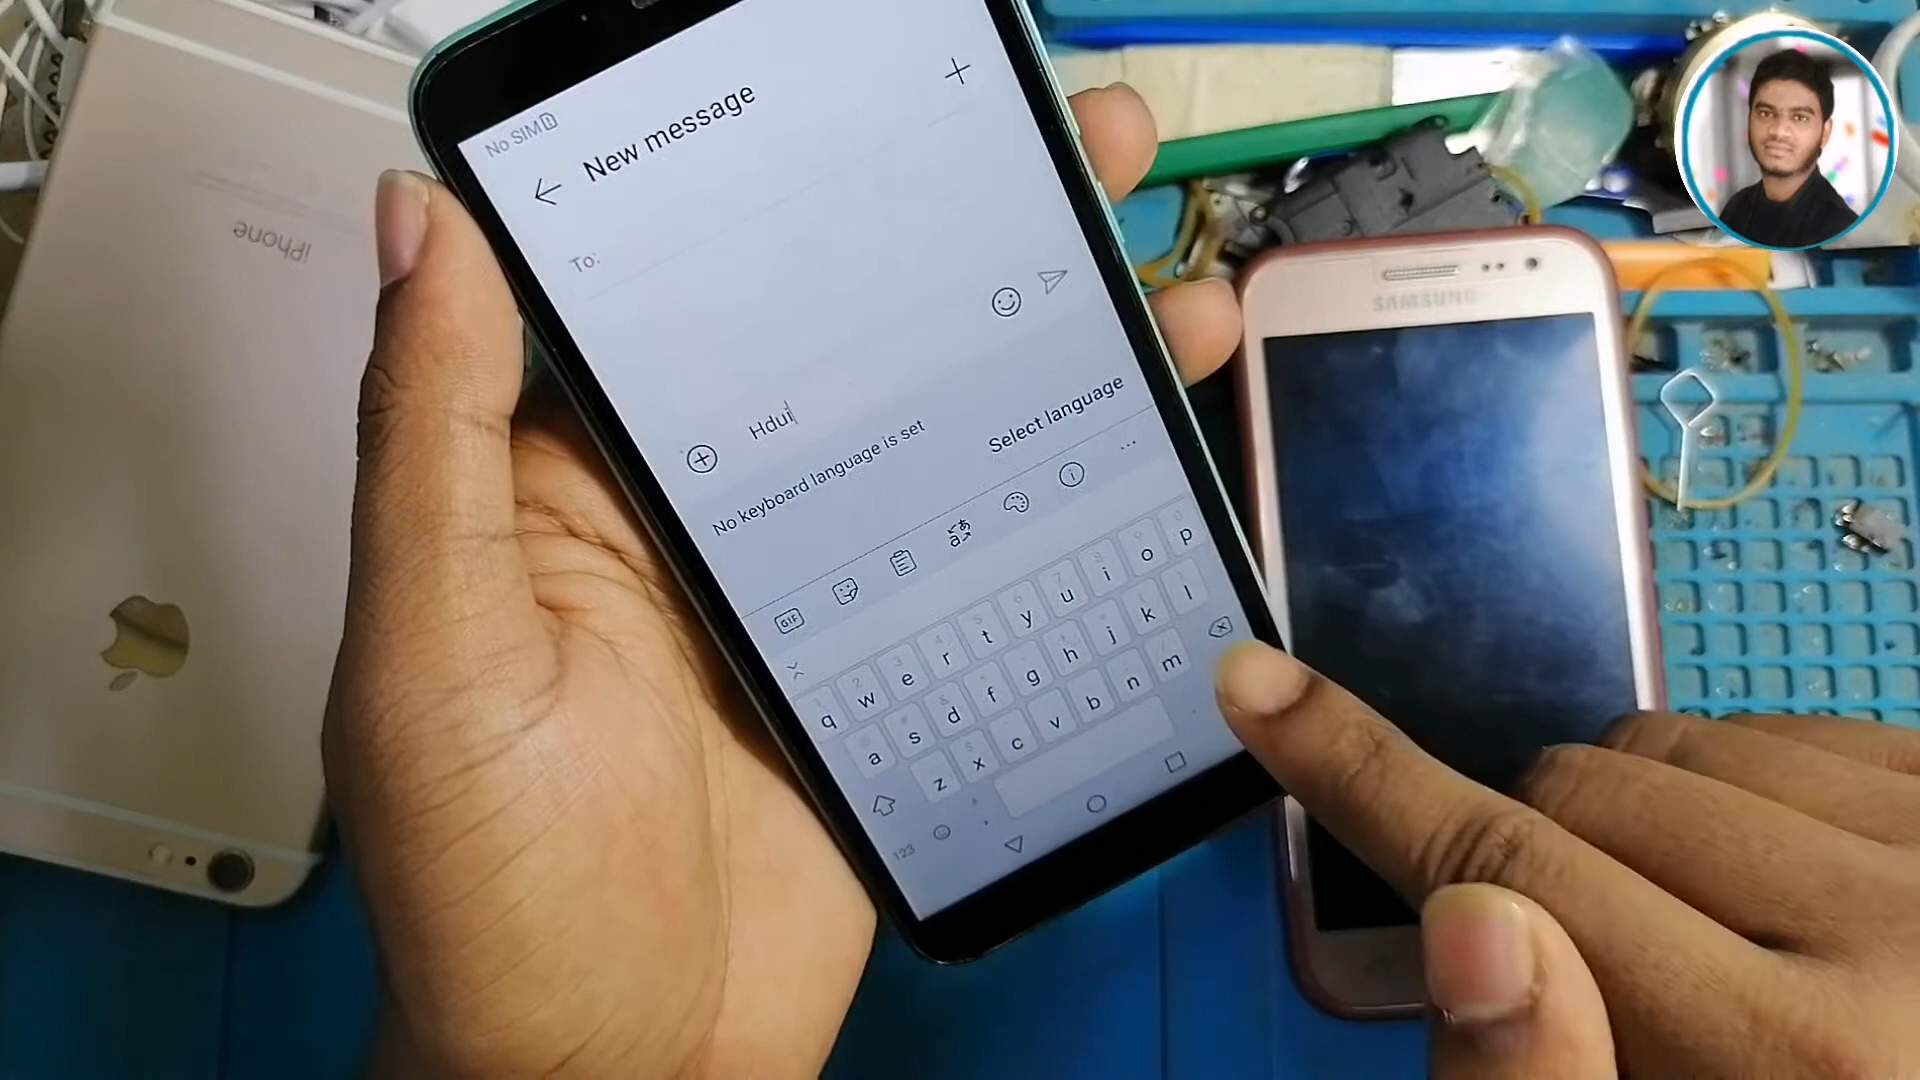 No SIM
New message
To:
Hdui
No keyboard language is set
Select language
GIF
q w e r t y u i o p
a s d f g h j k l
z x c v b n m
123
iPhone
SAMSUNG